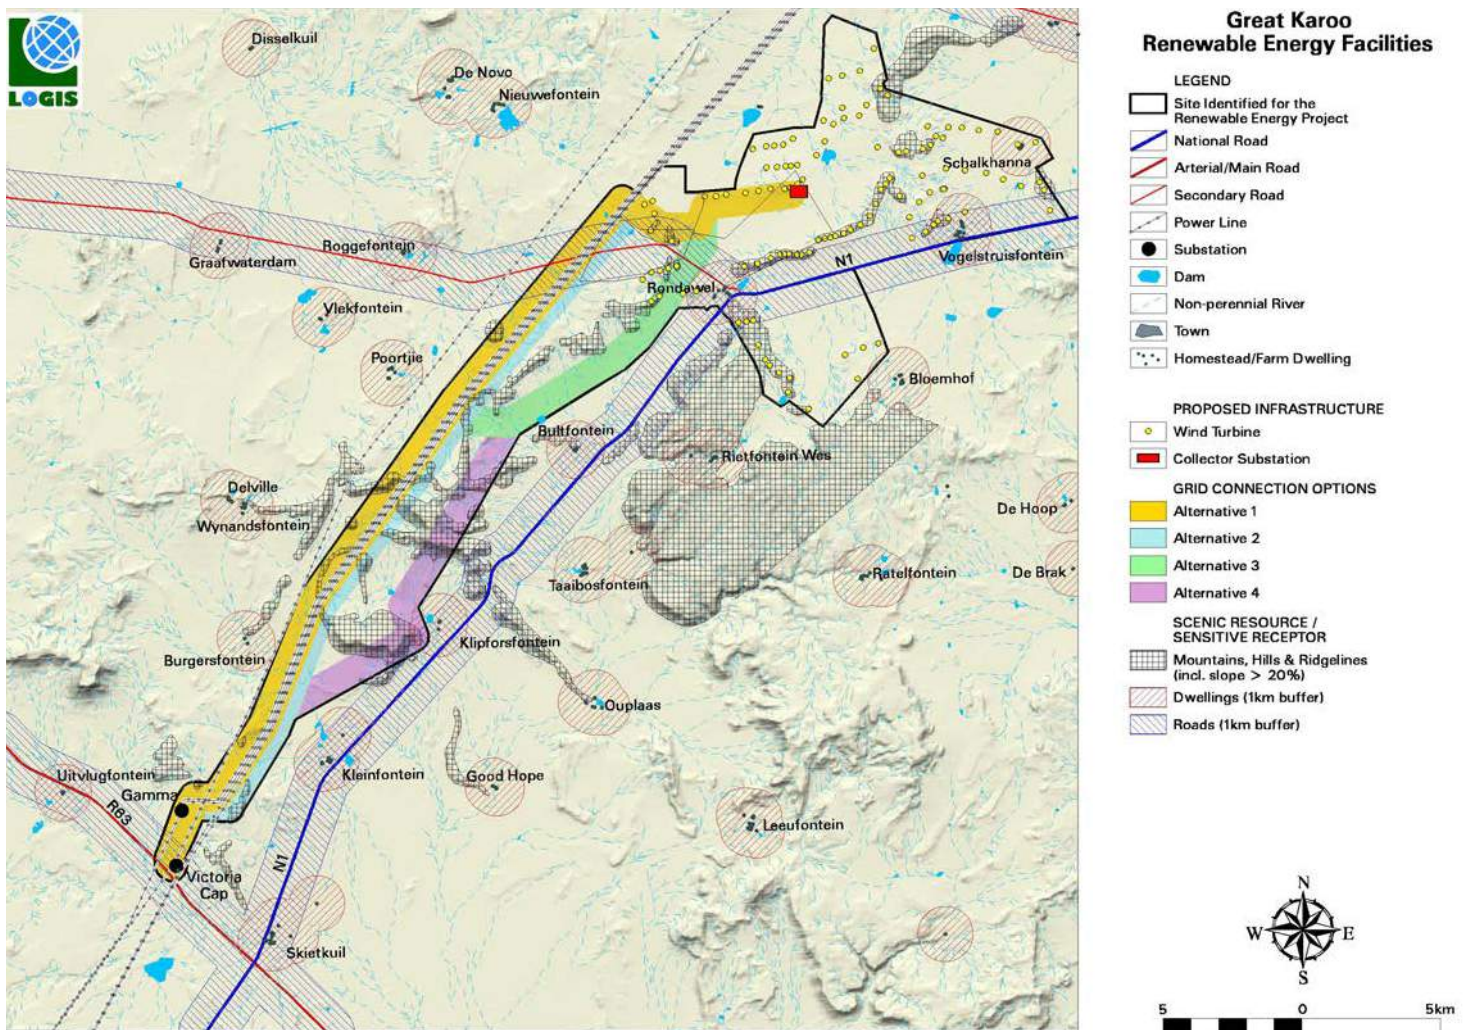 LOGIS
Disselkuil
De Novo
Nieuwefontein
Schalkhanna
Roggefontein
Graafwaterdam
Vogelstruisfontein
N1
Rondawel
Vlekfontein
Poortjie
Bloemhof
Bultfontein
Rietfontein Wes
Delville
Wynandsfontein
De Hoop
Taaibosfontein
Ratelfontein
De Brak
Klipforsfontein
Burgersfontein
Ouplaas
Uitvlugfontein
Kleinfontein
Good Hope
Gamma
R63
Leeufontein
N1
Victoria
Cap
Skietkuil
Great Karoo
Renewable Energy Facilities
LEGEND
Site Identified for the
Renewable Energy Project
National Road
Arterial/Main Road
Secondary Road
Power Line
Substation
Dam
Non-perennial River
Town
Homestead/Farm Dwelling
PROPOSED INFRASTRUCTURE
Wind Turbine
Collector Substation
GRID CONNECTION OPTIONS
Alternative 1
Alternative 2
Alternative 3
Alternative 4
SCENIC RESOURCE /
SENSITIVE RECEPTOR
Mountains, Hills & Ridgelines
(incl. slope > 20%)
Dwellings (1km buffer)
Roads (1km buffer)
N
W E
S
5 0 5km